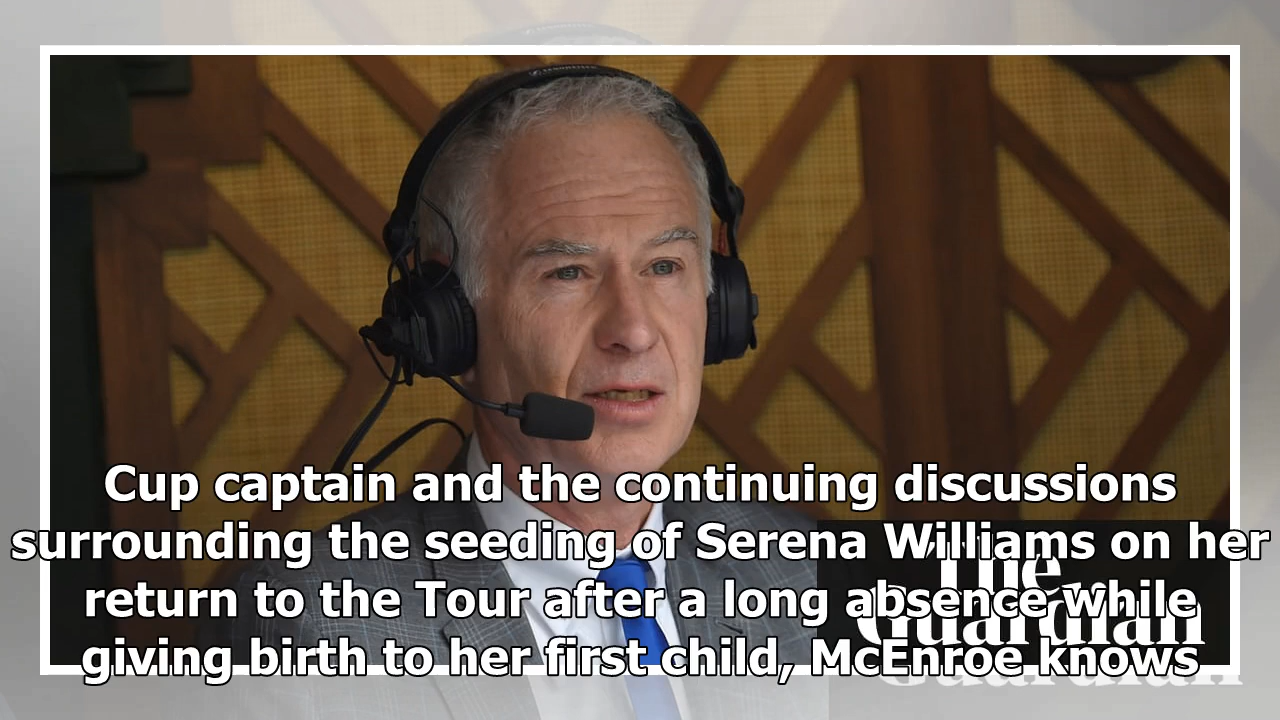 Cup captain and the continuing discussions
surrounding the seeding of Serena Williams on her
return to the Tour after a long absence while
giving birth to her first child, McEnroe knows
The
Guardian